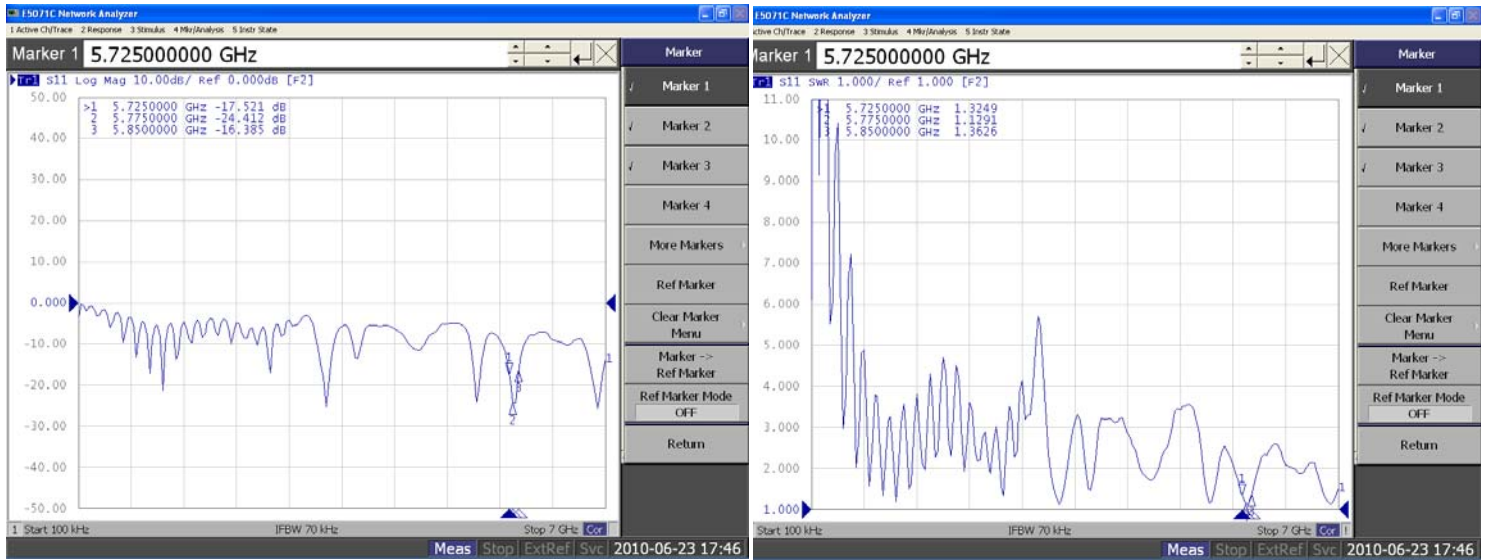 E5071C Network Analyzer
1 Active Ch/Trace 2 Response 3 Stimulus 4 Mkr/Analysis 5 Instr State
Marker 1 5.725000000 GHz
Tr1 S11 Log Mag 10.00dB/ Ref 0.000dB [F2]
50.00
>1 5.7250000 GHz -17.521 dB
2 5.7750000 GHz -24.412 dB
3 5.8500000 GHz -16.385 dB
40.00
30.00
20.00
10.00
0.000
-10.00
-20.00
-30.00
-40.00
-50.00
1
2
1
1 Start 100 kHz IFBW 70 kHz Stop 7 GHz Cor
Meas Stop ExtRef Svc 2010-06-23 17:46
Marker
Marker 1
Marker 2
Marker 3
Marker 4
More Markers
Ref Marker
Clear Marker
Menu
Marker ->
Ref Marker
Ref Marker Mode
OFF
Return
E5071C Network Analyzer
ctive Ch/Trace 2 Response 3 Stimulus 4 Mkr/Analysis 5 Instr State
Marker 1 5.725000000 GHz
Tr1 S11 SWR 1.000/ Ref 1.000 [F2]
11.00
>1 5.7250000 GHz 1.3249
2 5.7750000 GHz 1.1291
3 5.8500000 GHz 1.3626
10.00
9.000
8.000
7.000
6.000
5.000
4.000
3.000
2.000
1.000
1
1
Start 100 kHz IFBW 70 kHz Stop 7 GHz Cor !
Meas Stop ExtRef Svc 2010-06-23 17:46
Marker
Marker 1
Marker 2
Marker 3
Marker 4
More Markers
Ref Marker
Clear Marker
Menu
Marker ->
Ref Marker
Ref Marker Mode
OFF
Return